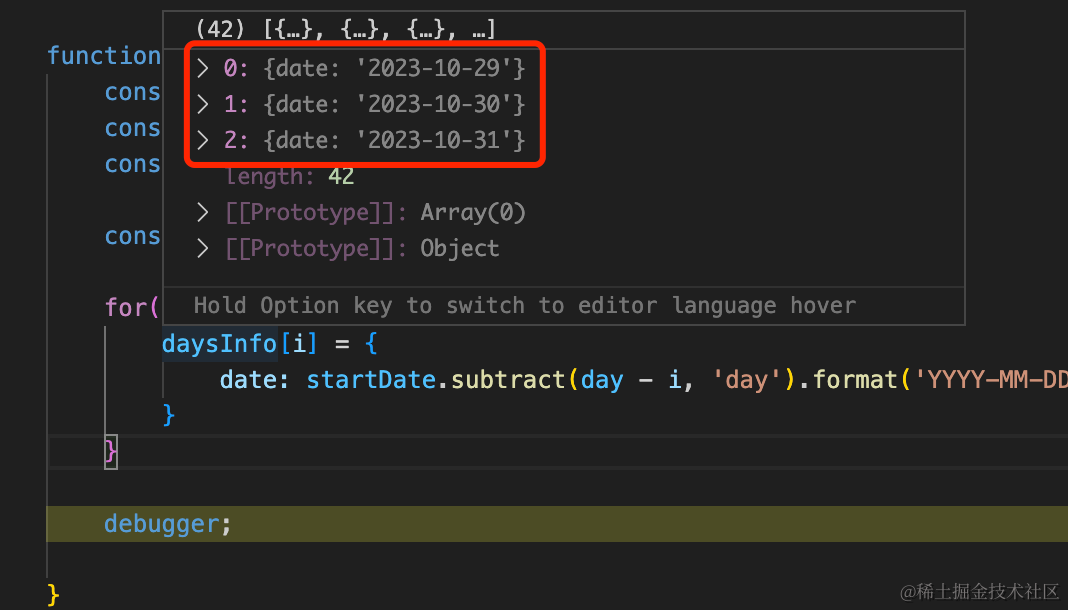 (42) [{…}, {…}, {…}, …]
function
0: {date: '2023-10-29'}
cons
1: {date: '2023-10-30'}
cons
2: {date: '2023-10-31'}
cons
length: 42
[[Prototype]]: Array(0)
cons
[[Prototype]]: Object
for(
Hold Option key to switch to editor language hover
daysInfo[i] = {
date: startDate.subtract(day - i, 'day').format('YYYY-MM-DD
}
}
debugger;
}
@稀土掘金技术社区